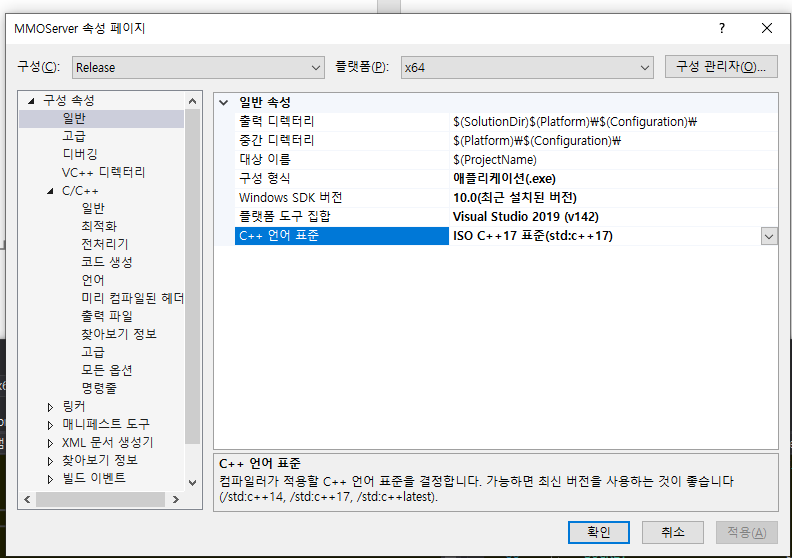 MMOServer 속성 페이지
?
구성(C): Release 플랫폼(P): x64 구성 관리자(O)...
구성 속성
일반
고급
디버깅
VC++ 디렉터리
C/C++
일반
최적화
전처리기
코드 생성
언어
미리 컴파일된 헤더
출력 파일
찾아보기 정보
고급
모든 옵션
명령줄
링커
매니페스트 도구
XML 문서 생성기
찾아보기 정보
빌드 이벤트
일반 속성
출력 디렉터리 $(SolutionDir)$(Platform)₩$(Configuration)₩
중간 디렉터리 $(Platform)₩$(Configuration)₩
대상 이름 $(ProjectName)
구성 형식 애플리케이션(.exe)
Windows SDK 버전 10.0(최근 설치된 버전)
플랫폼 도구 집합 Visual Studio 2019 (v142)
C++ 언어 표준 ISO C++17 표준(std:c++17)
C++ 언어 표준
컴파일러가 적용할 C++ 언어 표준을 결정합니다. 가능하면 최신 버전을 사용하는 것이 좋습니다
(/std:c++14, /std:c++17, /std:c++latest).
확인 취소 적용(A)